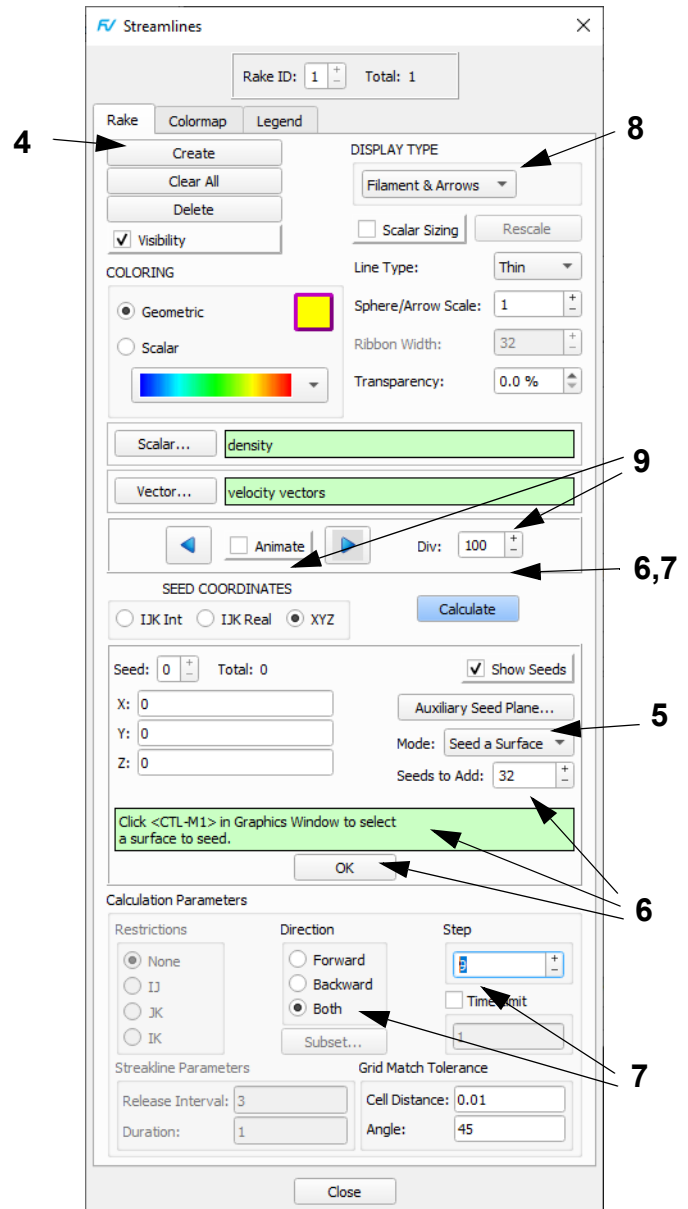 FV Streamlines
Rake ID: 1 Total: 1
Rake Colormap Legend
4
8
Create
Clear All
Delete
Visibility
DISPLAY TYPE
Filament & Arrows
Scalar Sizing Rescale
COLORING
Geometric
Scalar
Line Type: Thin
Sphere/Arrow Scale: 1
Ribbon Width: 32
Transparency: 0.0 %
Scalar... density
9
Vector... velocity vectors
Animate Div: 100
6,7
SEED COORDINATES
IJK Int IJK Real XYZ
Calculate
Seed: 0 Total: 0 Show Seeds
X: 0
Y: 0
Z: 0
Auxiliary Seed Plane...
5
Mode: Seed a Surface
Seeds to Add: 32
Click <CTL-M1> in Graphics Window to select
a surface to seed.
OK
6
Calculation Parameters
Restrictions Direction Step
None
IJ
JK
IK
Forward
Backward
Both
Subset...
Time Limit
1
7
Streakline Parameters Grid Match Tolerance
Release Interval: 3 Cell Distance: 0.01
Duration: 1 Angle: 45
Close